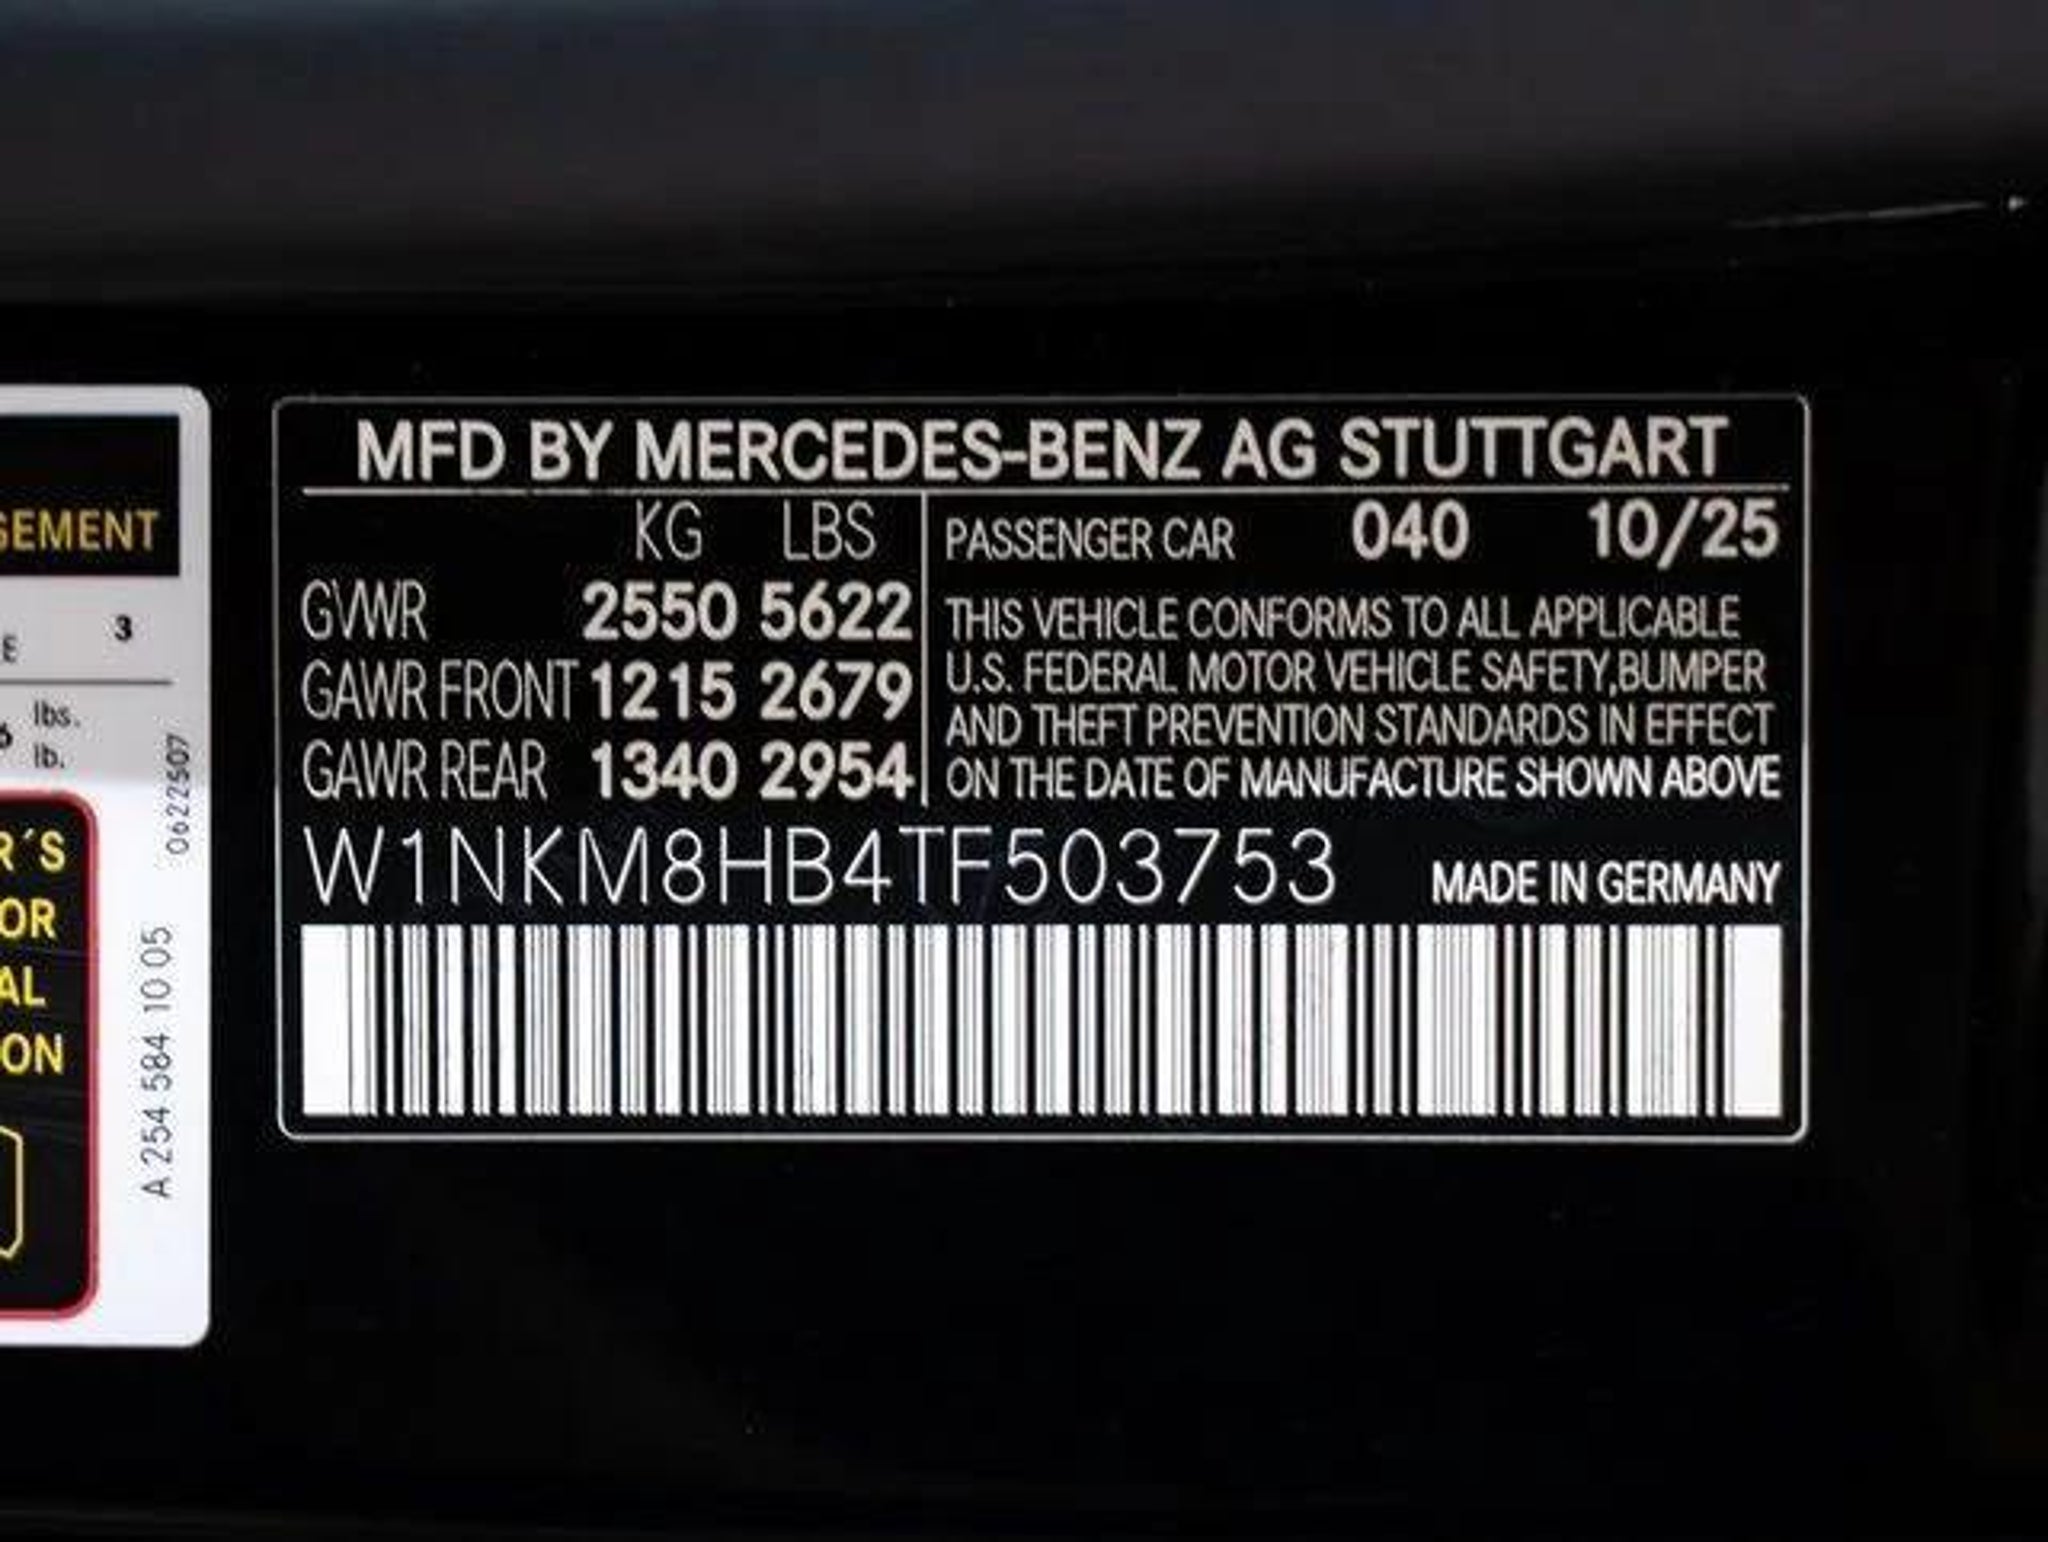 MFD BY MERCEDES-BENZ AG STUTTGART
KG LBS
GVWR 2550 5622
GAWR FRONT 1215 2679
GAWR REAR 1340 2954
PASSENGER CAR 040 10/25
THIS VEHICLE CONFORMS TO ALL APPLICABLE
U.S. FEDERAL MOTOR VEHICLE SAFETY,BUMPER
AND THEFT PREVENTION STANDARDS IN EFFECT
ON THE DATE OF MANUFACTURE SHOWN ABOVE
W1NKM8HB4TF503753 MADE IN GERMANY
3
lbs.
lb.
0622507
OR
A 254 584 10 05